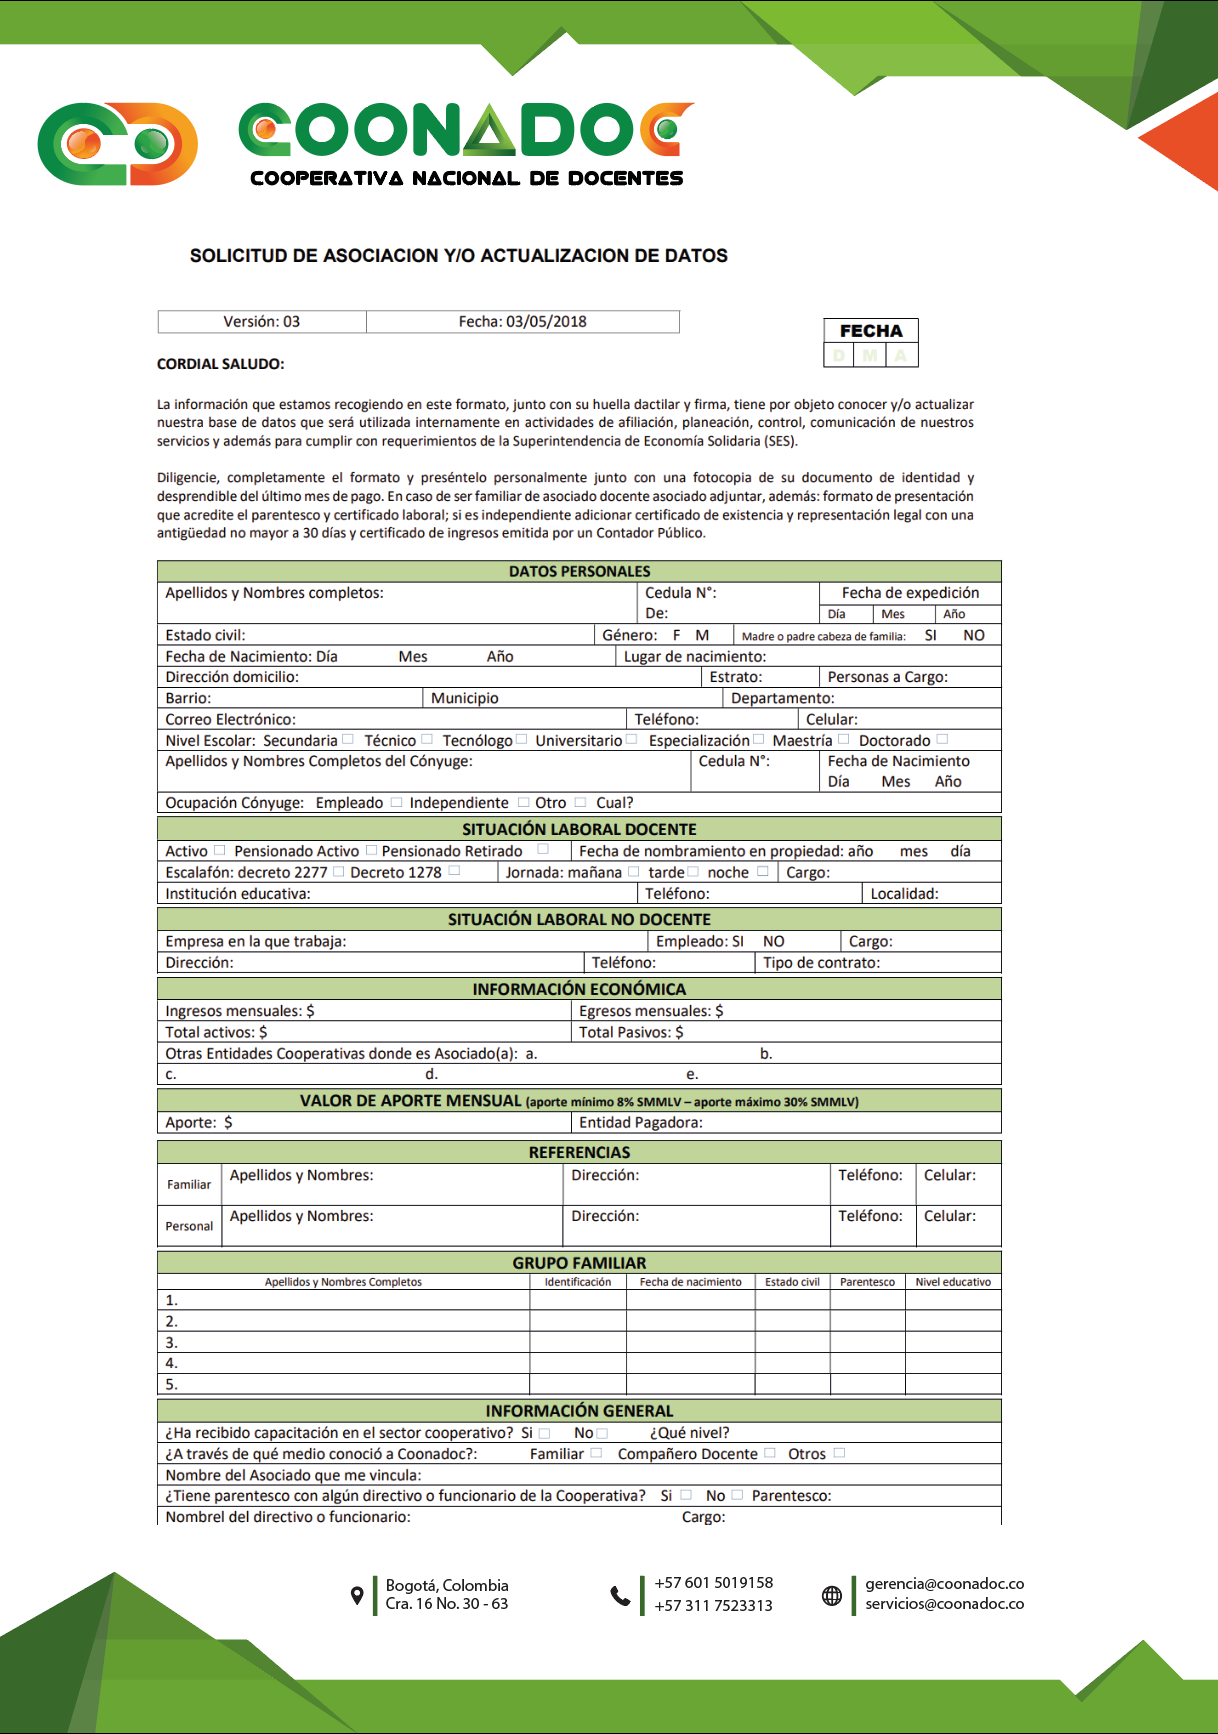 COONADOC
COOPERATIVA NACIONAL DE DOCENTES
SOLICITUD DE ASOCIACION Y/O ACTUALIZACION DE DATOS
Versión: 03 Fecha: 03/05/2018
FECHA
D M A
CORDIAL SALUDO:
La información que estamos recogiendo en este formato, junto con su huella dactilar y firma, tiene por objeto conocer y/o actualizar
nuestra base de datos que será utilizada internamente en actividades de afiliación, planeación, control, comunicación de nuestros
servicios y además para cumplir con requerimientos de la Superintendencia de Economía Solidaria (SES).
Diligencie, completamente el formato y preséntelo personalmente junto con una fotocopia de su documento de identidad y
desprendible del último mes de pago. En caso de ser familiar de asociado docente asociado adjuntar, además: formato de presentación
que acredite el parentesco y certificado laboral; si es independiente adicionar certificado de existencia y representación legal con una
antigüedad no mayor a 30 días y certificado de ingresos emitida por un Contador Público.
DATOS PERSONALES
Apellidos y Nombres completos: Cedula N°: Fecha de expedición
De: Día Mes Año
Estado civil: Género: F M Madre o padre cabeza de familia: SI NO
Fecha de Nacimiento: Día Mes Año Lugar de nacimiento:
Dirección domicilio: Estrato: Personas a Cargo:
Barrio: Municipio Departamento:
Correo Electrónico: Teléfono: Celular:
Nivel Escolar: Secundaria Técnico Tecnólogo Universitario Especialización Maestría Doctorado
Apellidos y Nombres Completos del Cónyuge: Cedula N°: Fecha de Nacimiento
Día Mes Año
Ocupación Cónyuge: Empleado Independiente Otro Cual?
SITUACIÓN LABORAL DOCENTE
Activo Pensionado Activo Pensionado Retirado Fecha de nombramiento en propiedad: año mes día
Escalafón: decreto 2277 Decreto 1278 Jornada: mañana tarde noche Cargo:
Institución educativa: Teléfono: Localidad:
SITUACIÓN LABORAL NO DOCENTE
Empresa en la que trabaja: Empleado: SI NO Cargo:
Dirección: Teléfono: Tipo de contrato:
INFORMACIÓN ECONÓMICA
Ingresos mensuales: $ Egresos mensuales: $
Total activos: $ Total Pasivos: $
Otras Entidades Cooperativas donde es Asociado(a): a. b.
c. d. e.
VALOR DE APORTE MENSUAL (aporte mínimo 8% SMMLV – aporte máximo 30% SMMLV)
Aporte: $ Entidad Pagadora:
REFERENCIAS
Familiar Apellidos y Nombres: Dirección: Teléfono: Celular:
Personal Apellidos y Nombres: Dirección: Teléfono: Celular:
GRUPO FAMILIAR
Apellidos y Nombres Completos Identificación Fecha de nacimiento Estado civil Parentesco Nivel educativo
1.
2.
3.
4.
5.
INFORMACIÓN GENERAL
¿Ha recibido capacitación en el sector cooperativo? Si No ¿Qué nivel?
¿A través de qué medio conoció a Coonadoc?: Familiar Compañero Docente Otros
Nombre del Asociado que me vincula:
¿Tiene parentesco con algún directivo o funcionario de la Cooperativa? Si No Parentesco:
Nombrel del directivo o funcionario: Cargo:
Bogotá, Colombia
Cra. 16 No. 30 - 63
+57 601 5019158
+57 311 7523313
gerencia@coonadoc.co
servicios@coonadoc.co